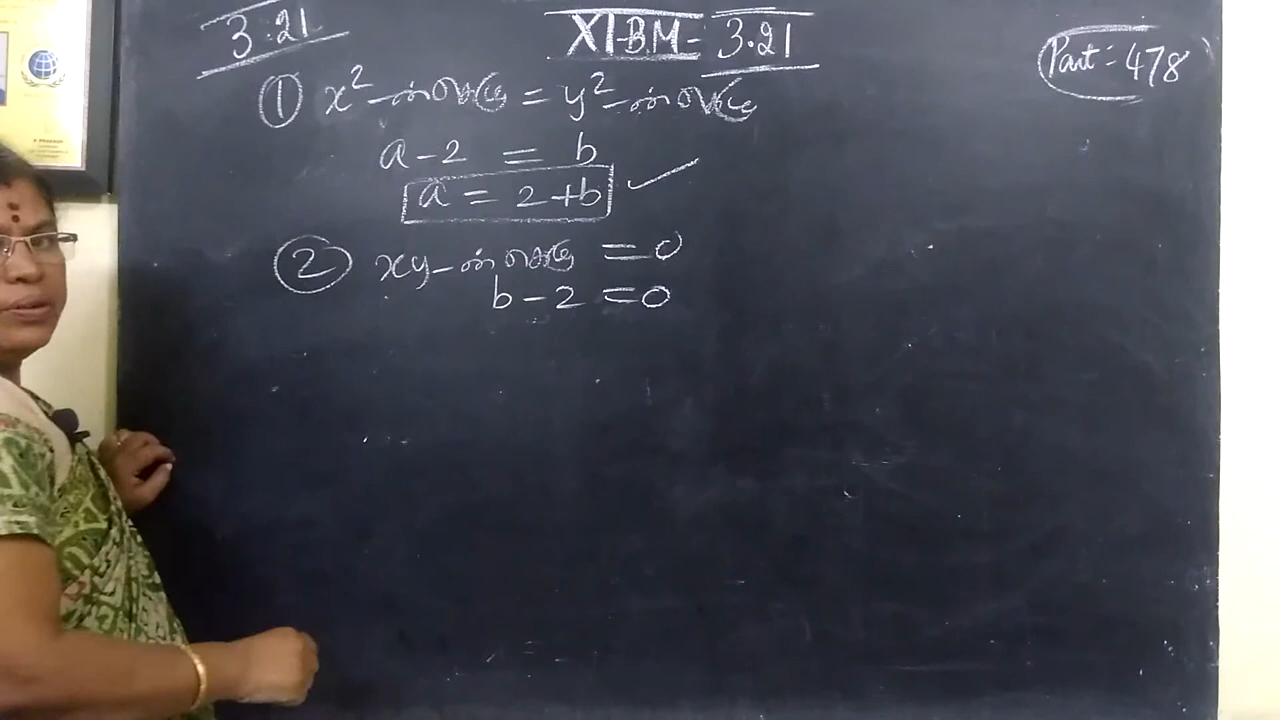 3.21
XI-BM- 3.21
Part:- 478
① x²-ன் கெழு = y²-ன் கெழு
a - 2 = b
a = 2+b ✓
② xy-ன் கெழு = 0
b - 2 = 0